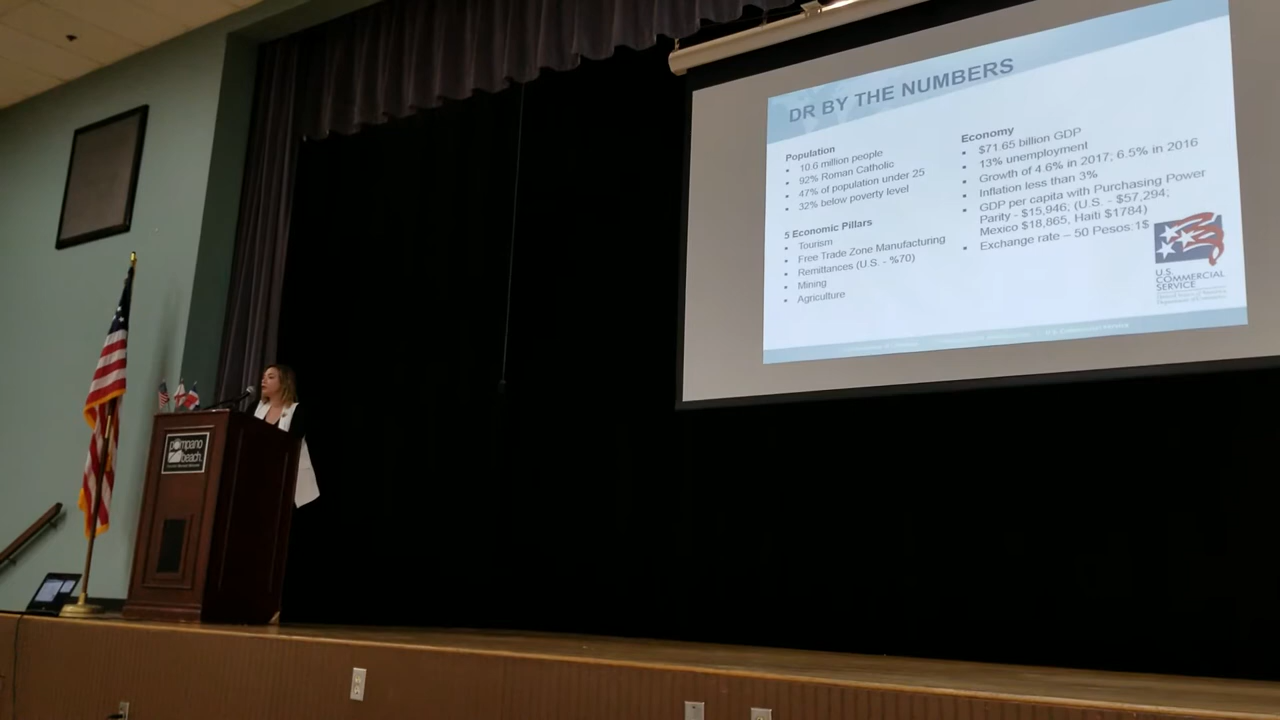 DR BY THE NUMBERS
Population
• 10.6 million people
• 92% Roman Catholic
• 47% of population under 25
• 32% below poverty level
5 Economic Pillars
• Tourism
• Free Trade Zone Manufacturing
• Remittances (U.S. - %70)
• Mining
• Agriculture
Economy
• $71.65 billion GDP
• 13% unemployment
• Growth of 4.6% in 2017; 6.5% in 2016
• Inflation less than 3%
• GDP per capita with Purchasing Power
Parity - $15,946; (U.S. - $57,294;
Mexico $18,865, Haiti $1784)
• Exchange rate – 50 Pesos:1$
U.S.
COMMERCIAL
SERVICE
U.S. Commercial Service
pompano
beach